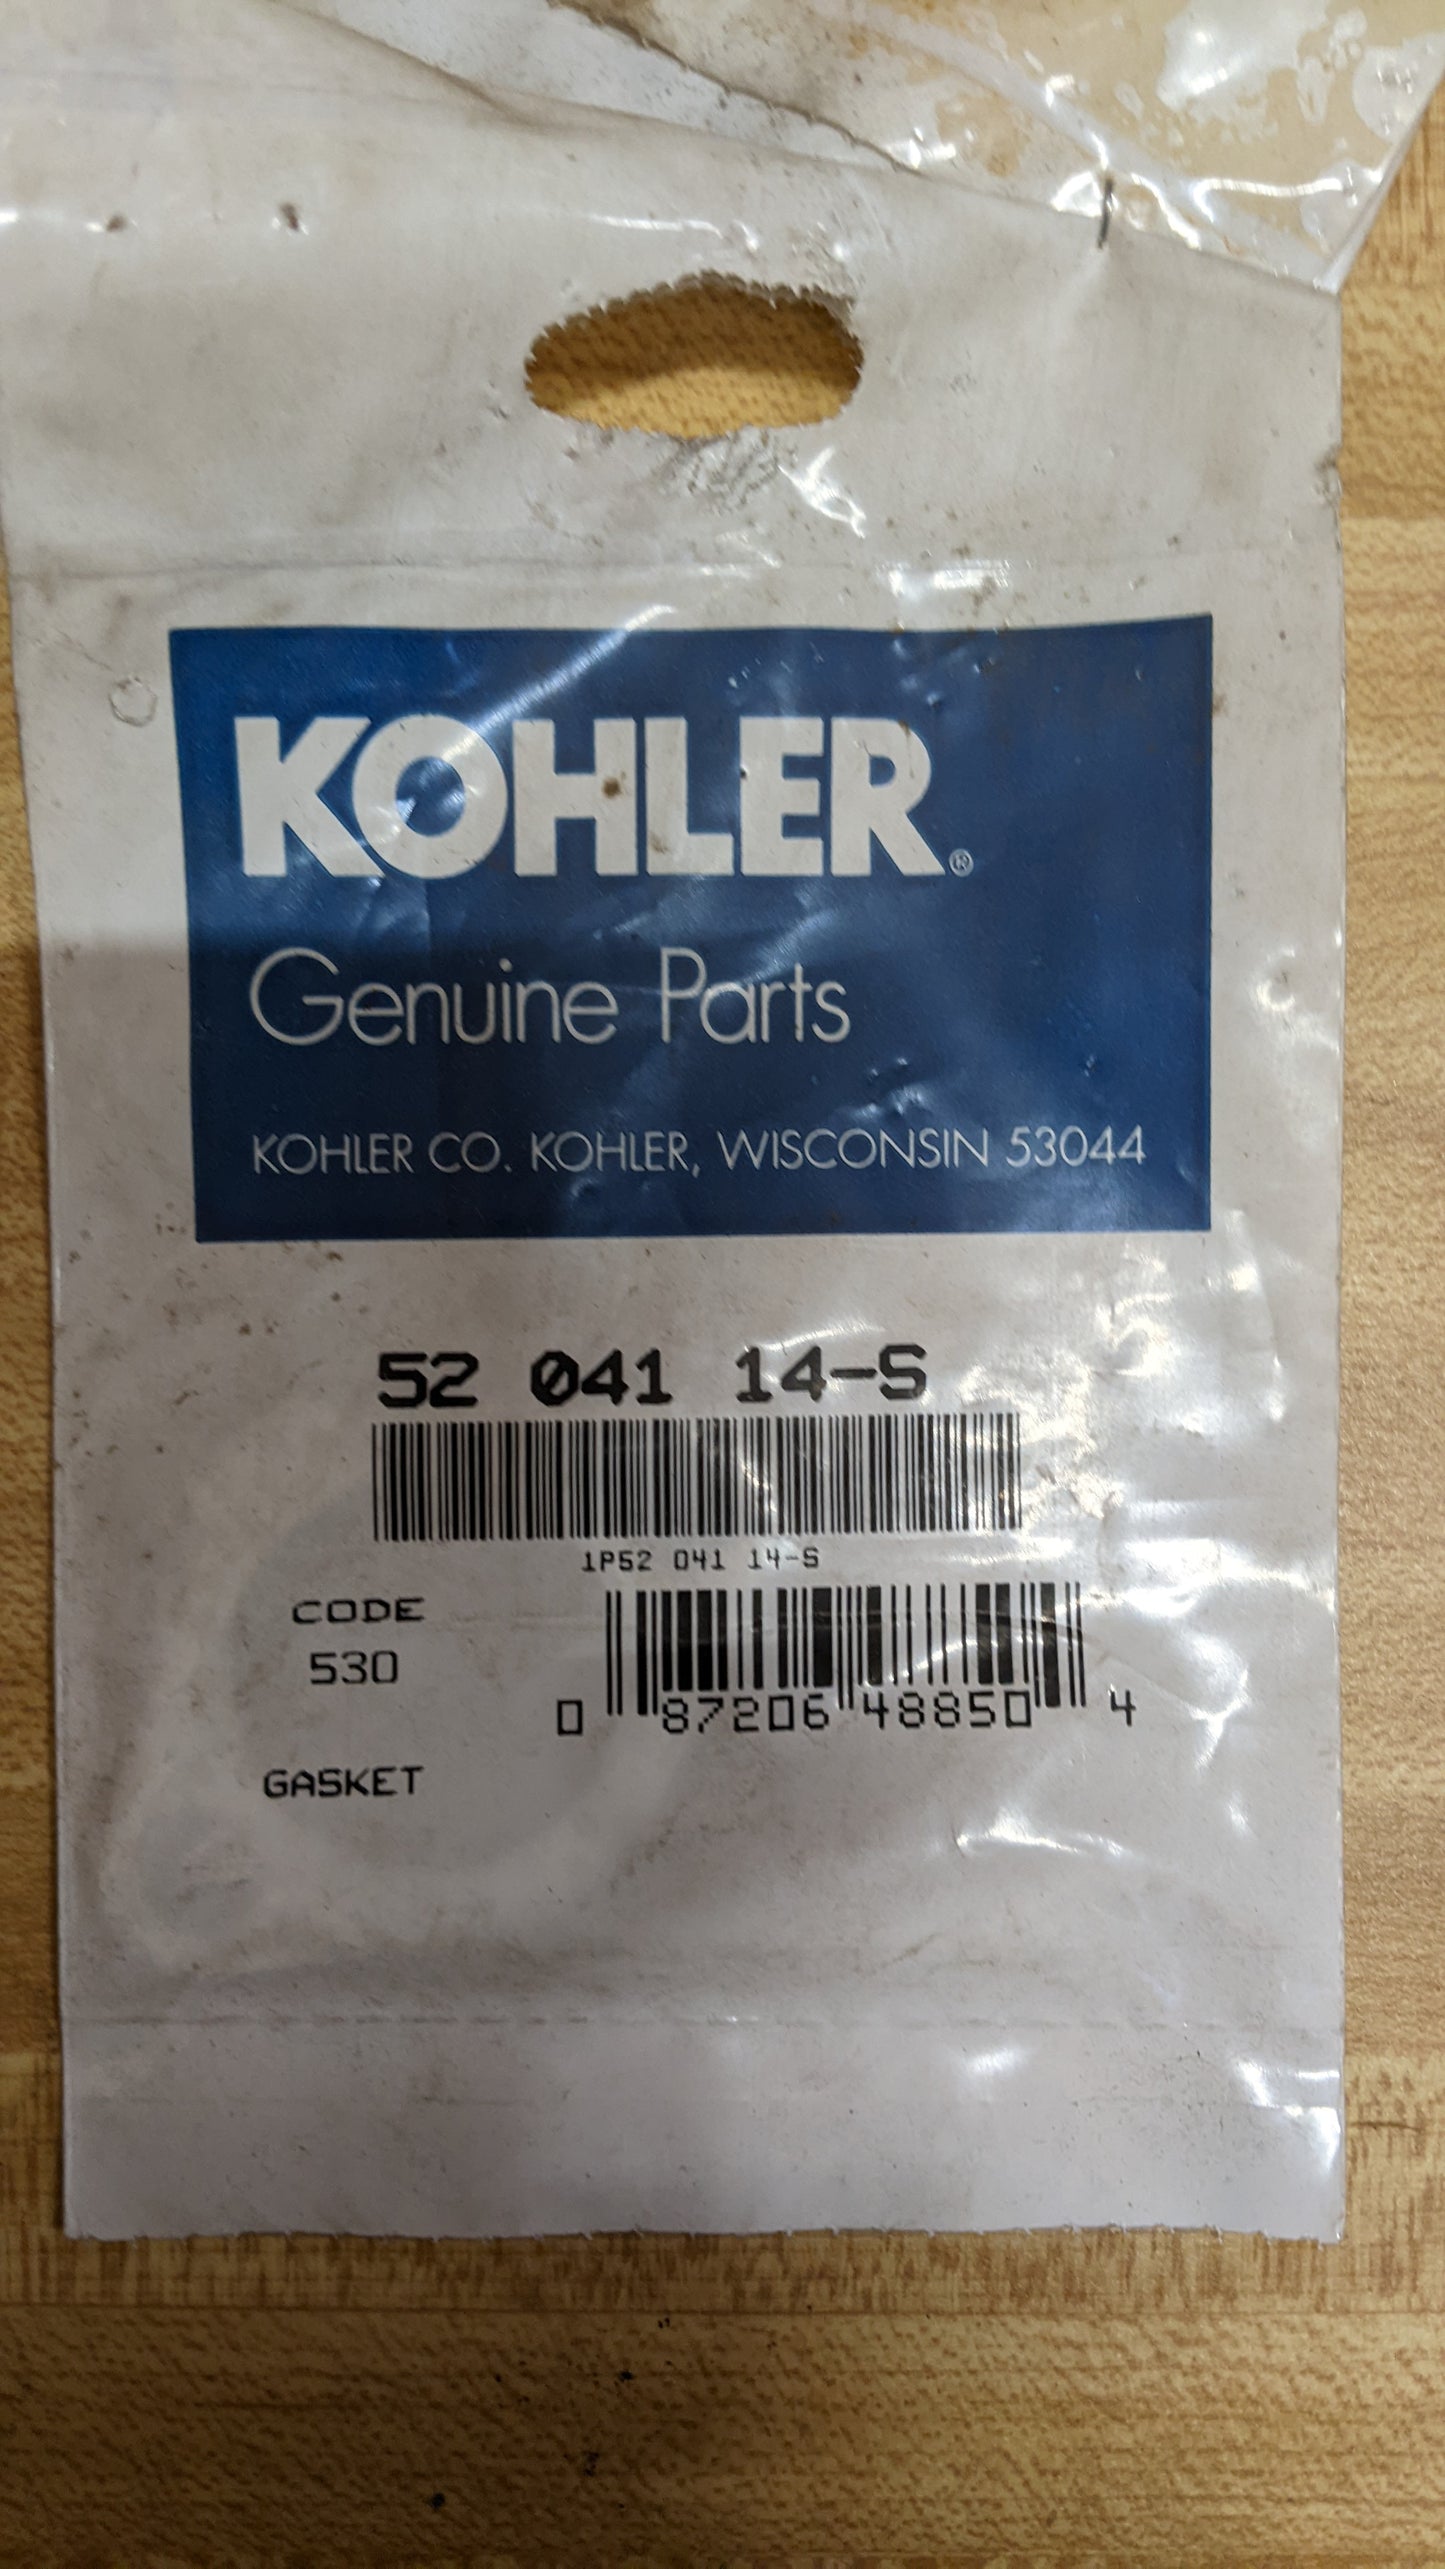 KOHLER®
Genuine Parts
KOHLER CO. KOHLER, WISCONSIN 53044
52 041 14-S
1P52 041 14-S
CODE
530
0 87206 48850 4
GASKET